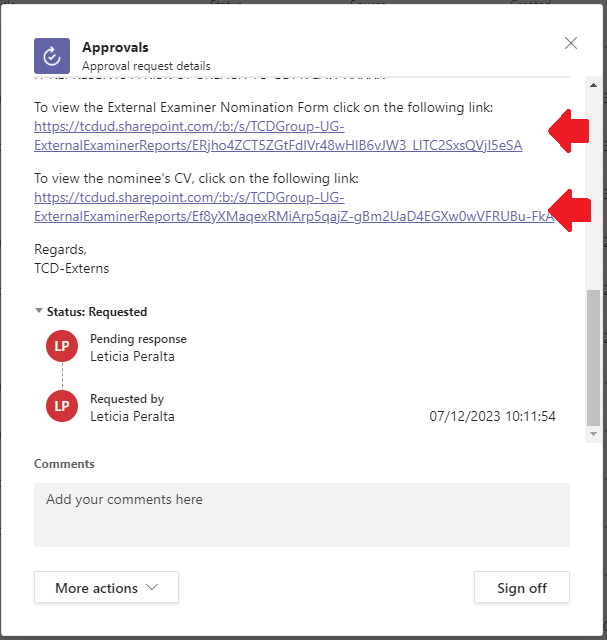 Approvals
Approval request details
To view the External Examiner Nomination Form click on the following link:
https://tcdud.sharepoint.com/:b:/s/TCDGroup-UG-
ExternalExaminerReports/ERjho4ZCT5ZGtFdIVr48wHIB6vJW3_LITC2SxsQVjI5eSA
To view the nominee's CV, click on the following link:
https://tcdud.sharepoint.com/:b:/s/TCDGroup-UG-
ExternalExaminerReports/Ef8yXMaqexRMiArp5qajZ-gBm2UaD4EGXw0wVFRUBu-FkA
Regards,
TCD-Externs
Status: Requested
LP
Pending response
Leticia Peralta
LP
Requested by
Leticia Peralta
07/12/2023 10:11:54
Comments
Add your comments here
More actions
Sign off